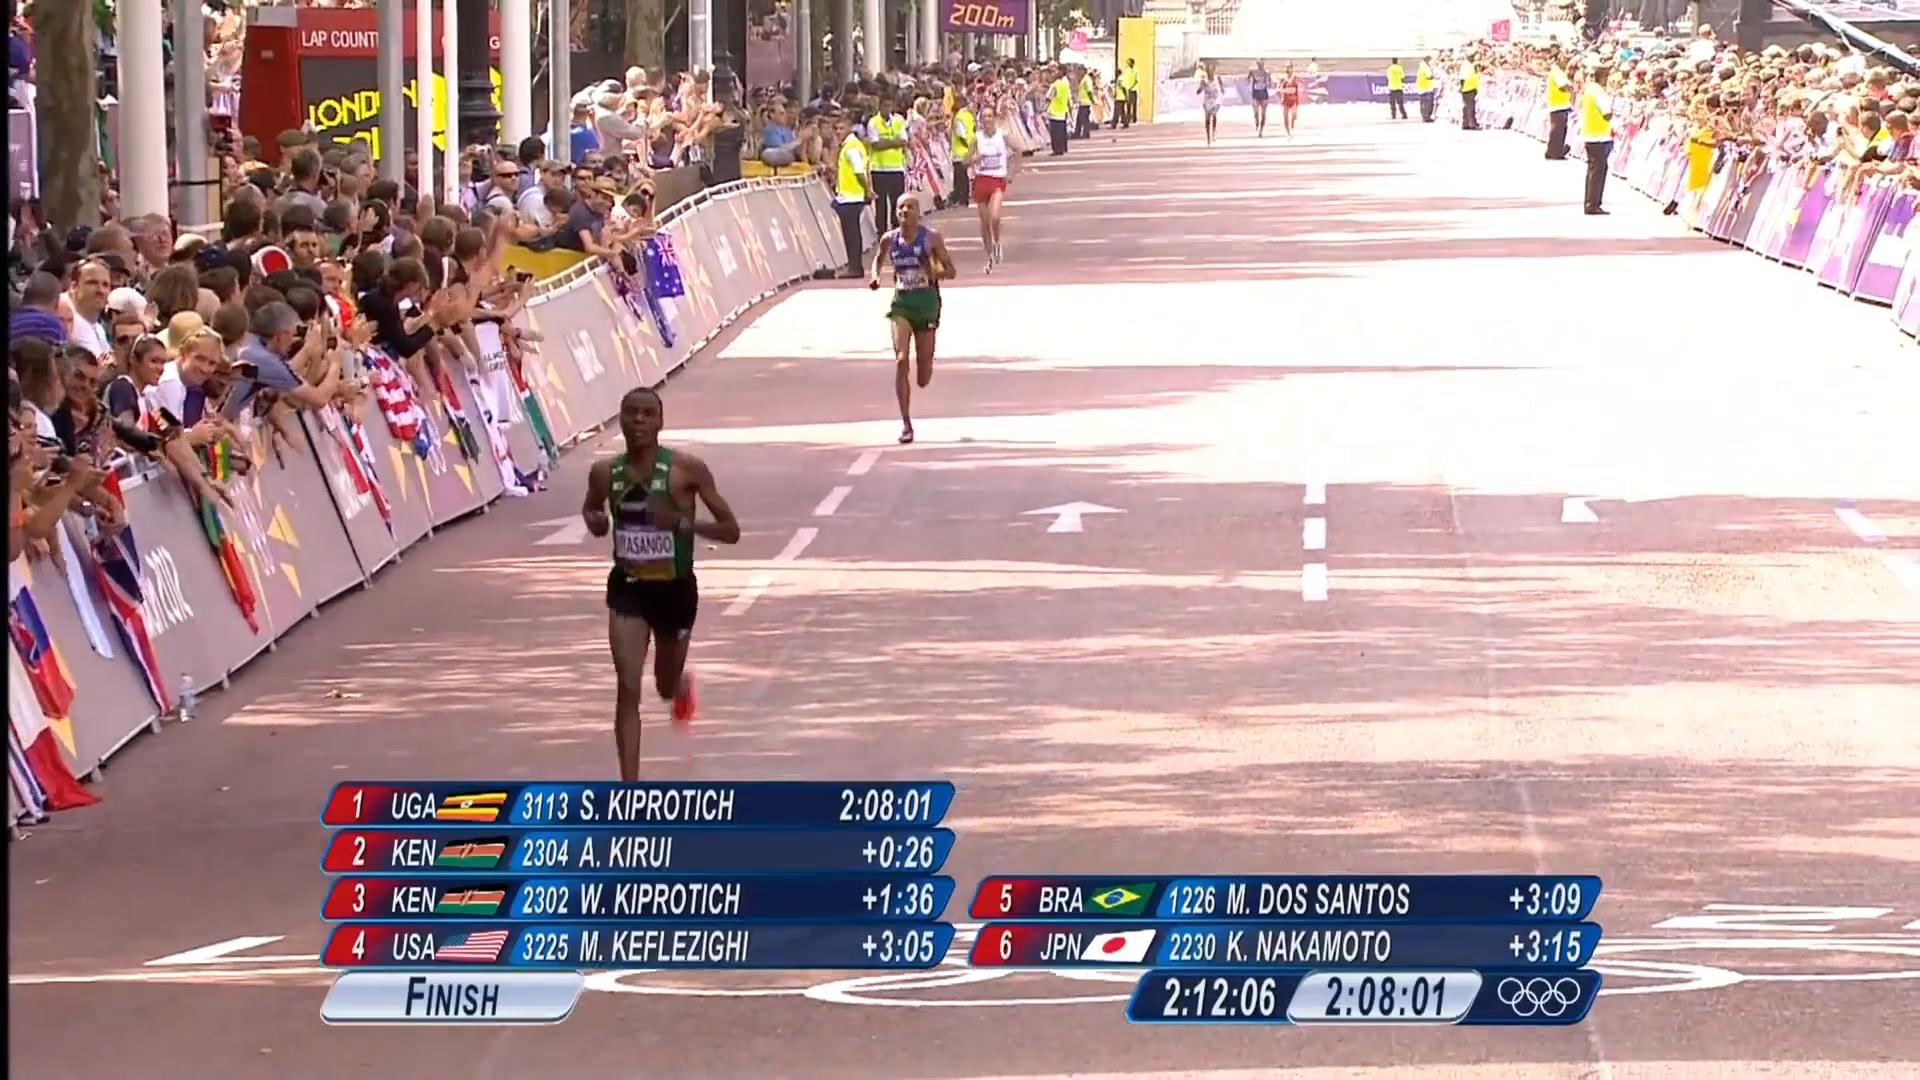 200m
LAP COUNT
LONDON
1 UGA 3113 S. KIPROTICH 2:08:01
2 KEN 2304 A. KIRUI +0:26
3 KEN 2302 W. KIPROTICH +1:36
4 USA 3225 M. KEFLEZIGHI +3:05
5 BRA 1226 M. DOS SANTOS +3:09
6 JPN 2230 K. NAKAMOTO +3:15
FINISH
2:12:06 2:08:01